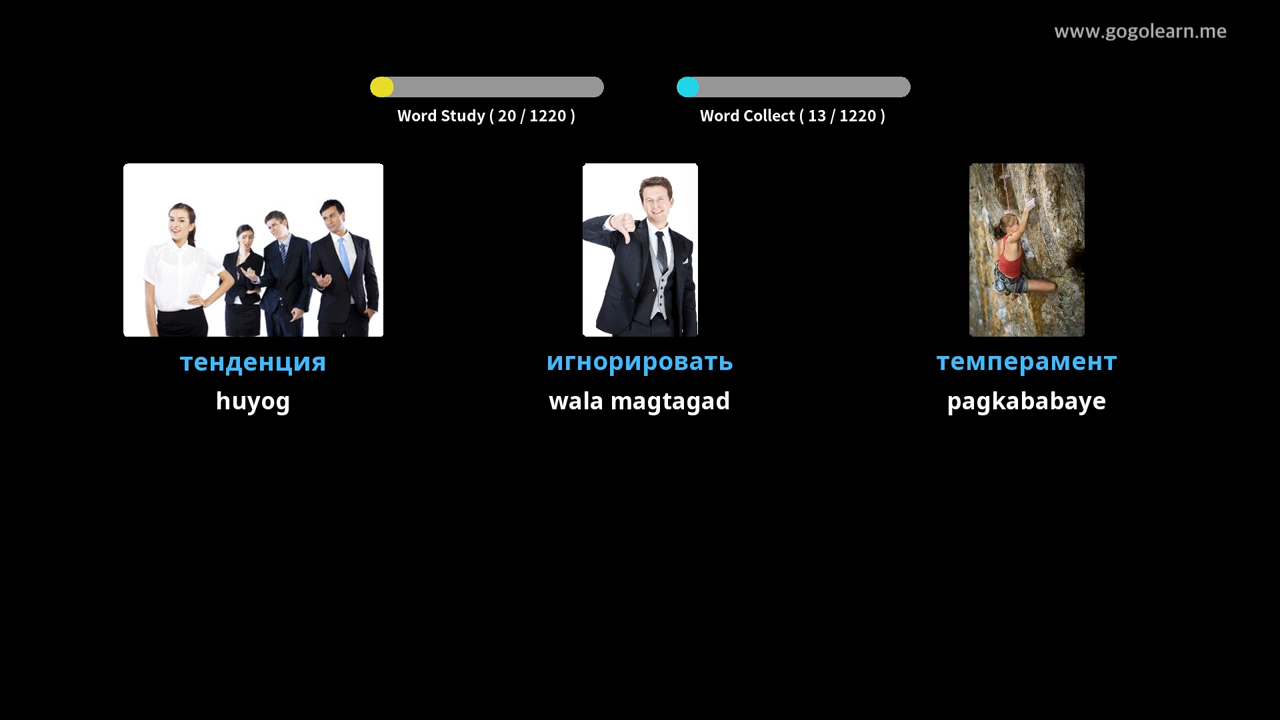 www.gogolearn.me
Word Study ( 20 / 1220 )
Word Collect ( 13 / 1220 )
тенденция
huyog
игнорировать
wala magtagad
темперамент
pagkababaye